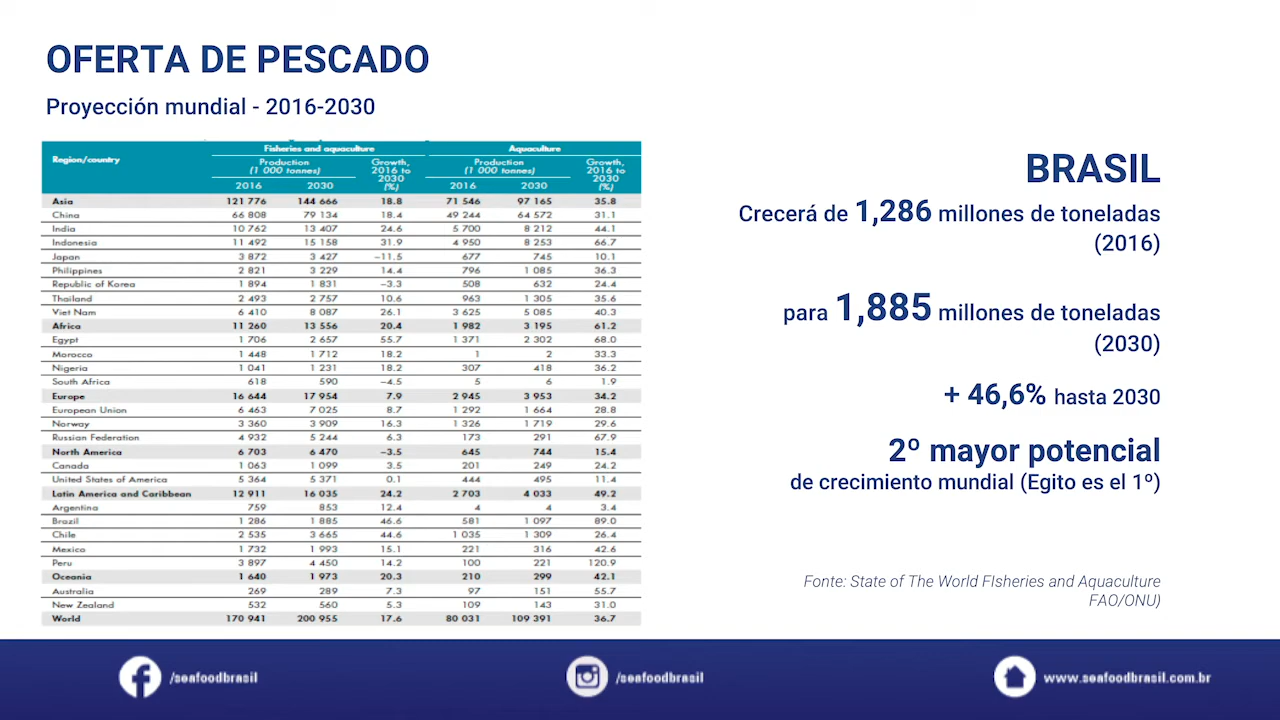 OFERTA DE PESCADO
Proyección mundial - 2016-2030
Region/country Fisheries and aquaculture Aquaculture
Production (1 000 tonnes) Growth, 2016 to 2030 (%) Production (1 000 tonnes) Growth, 2016 to 2030 (%)
2016 2030 2016 2030
Asia 121 776 144 666 18.8 71 546 97 165 35.8
China 66 808 79 134 18.4 49 244 64 572 31.1
India 10 762 13 407 24.6 5 700 8 212 44.1
Indonesia 11 492 15 158 31.9 4 950 8 253 66.7
Japan 3 872 3 427 –11.5 677 745 10.1
Philippines 2 821 3 229 14.4 796 1 085 36.3
Republic of Korea 1 894 1 831 –3.3 508 632 24.4
Thailand 2 493 2 757 10.6 963 1 305 35.6
Viet Nam 6 410 8 087 26.1 3 625 5 085 40.3
Africa 11 260 13 556 20.4 1 982 3 195 61.2
Egypt 1 706 2 657 55.7 1 371 2 302 68.0
Morocco 1 448 1 712 18.2 1 2 33.3
Nigeria 1 041 1 231 18.2 307 418 36.2
South Africa 618 590 –4.5 5 6 1.9
Europe 16 644 17 954 7.9 2 945 3 953 34.2
European Union 6 463 7 025 8.7 1 292 1 664 28.8
Norway 3 360 3 909 16.3 1 326 1 719 29.6
Russian Federation 4 932 5 244 6.3 173 291 67.9
North America 6 703 6 470 –3.5 645 744 15.4
Canada 1 063 1 099 3.5 201 249 24.2
United States of America 5 364 5 371 0.1 444 495 11.4
Latin America and Caribbean 12 911 16 035 24.2 2 703 4 033 49.2
Argentina 759 853 12.4 4 4 3.4
Brazil 1 286 1 885 46.6 581 1 097 89.0
Chile 2 535 3 665 44.6 1 035 1 309 26.4
Mexico 1 732 1 993 15.1 221 316 42.6
Peru 3 897 4 450 14.2 100 221 120.9
Oceania 1 640 1 973 20.3 210 299 42.1
Australia 269 289 7.3 97 151 55.7
New Zealand 532 560 5.3 109 143 31.0
World 170 941 200 955 17.6 80 031 109 391 36.7
BRASIL
Crecerá de 1,286 millones de toneladas
(2016)
para 1,885 millones de toneladas
(2030)
+ 46,6% hasta 2030
2º mayor potencial
de crecimiento mundial (Egito es el 1º)
Fonte: State of The World FIsheries and Aquaculture
FAO/ONU)
/seafoodbrasil
/seafoodbrasil
www.seafoodbrasil.com.br